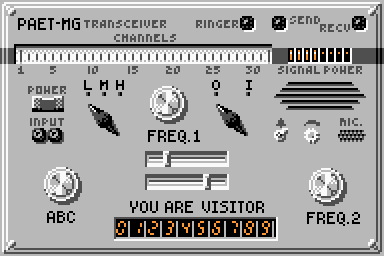 PAET-MG TRANSCEIVER RINGER SEND RECV
CHANNELS
1 5 10 15 20 25 30 SIGNAL POWER
POWER L M H O I
INPUT MIC.
FREQ.1
ABC YOU ARE VISITOR FREQ.2
0123456789